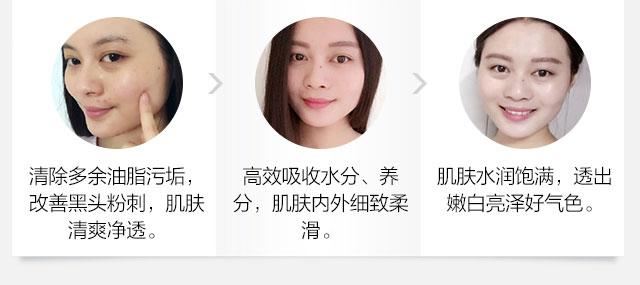 清除多余油脂污垢，
改善黑头粉刺，肌肤
清爽净透。
高效吸收水分、养
分，肌肤内外细致柔
滑。
肌肤水润饱满，透出
嫩白亮泽好气色。